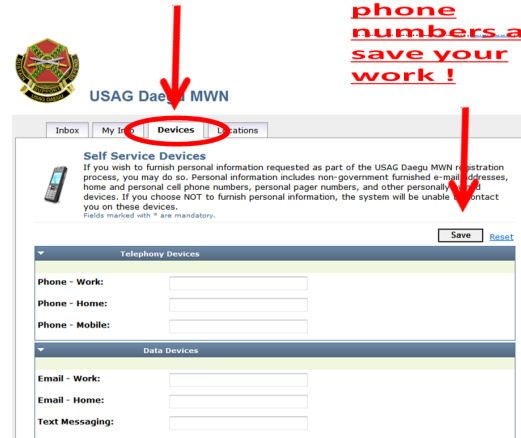 phone
numbers a
save your
work !
USAG Daegu MWN
Inbox
My Info
Devices
Locations
Self Service Devices
If you wish to furnish personal information requested as part of the USAG Daegu MWN registration
process, you may do so. Personal information includes non-government furnished e-mail addresses,
home and personal cell phone numbers, personal pager numbers, and other personally owned
devices. If you choose NOT to furnish personal information, the system will be unable to contact
you on these devices.
Fields marked with * are mandatory.
Save
Reset
Telephony Devices
Phone - Work:
Phone - Home:
Phone - Mobile:
Data Devices
Email - Work:
Email - Home:
Text Messaging: